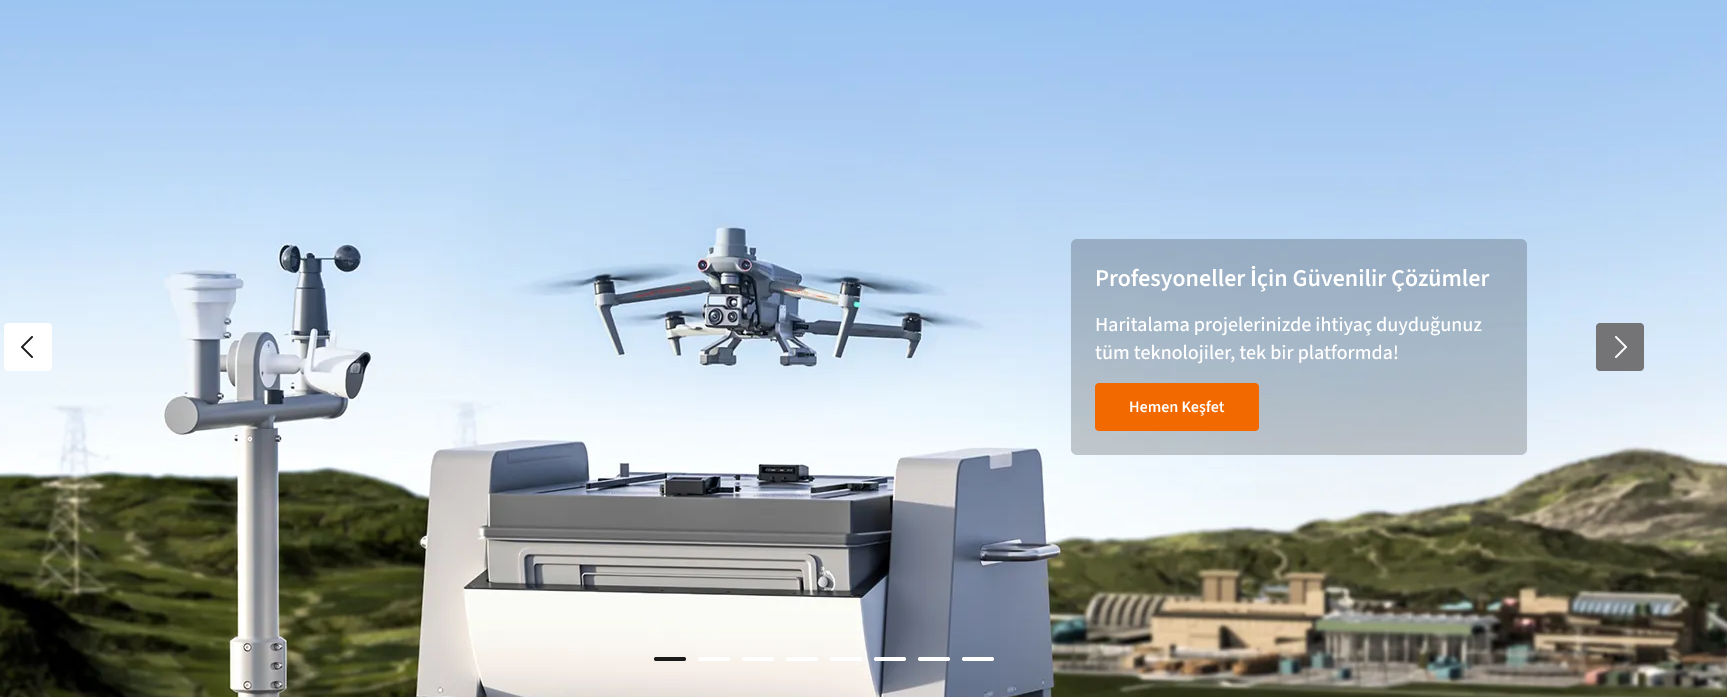 Profesyoneller İçin Güvenilir Çözümler
Haritalama projelerinizde ihtiyaç duyduğunuz
tüm teknolojiler, tek bir platformda!
Hemen Keşfet